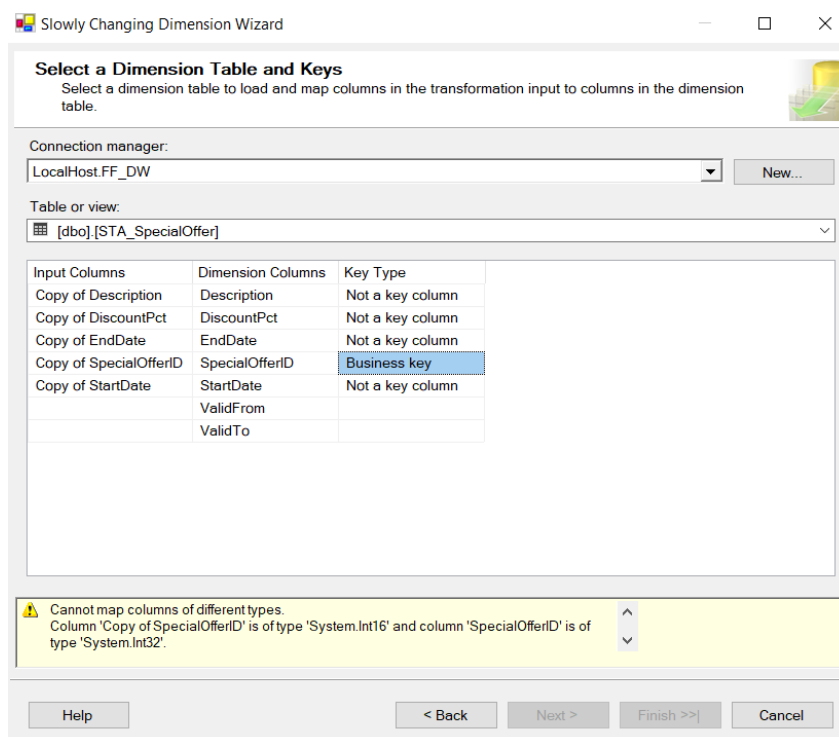 Slowly Changing Dimension Wizard
Select a Dimension Table and Keys
Select a dimension table to load and map columns in the transformation input to columns in the dimension
table.
Connection manager:
LocalHost.FF_DW
New...
Table or view:
[dbo].[STA_SpecialOffer]
Input Columns Dimension Columns Key Type
Copy of Description Description Not a key column
Copy of DiscountPct DiscountPct Not a key column
Copy of EndDate EndDate Not a key column
Copy of SpecialOfferID SpecialOfferID Business key
Copy of StartDate StartDate Not a key column
ValidFrom
ValidTo
Cannot map columns of different types.
Column 'Copy of SpecialOfferID' is of type 'System.Int16' and column 'SpecialOfferID' is of
type 'System.Int32'.
Help < Back Next > Finish >>| Cancel